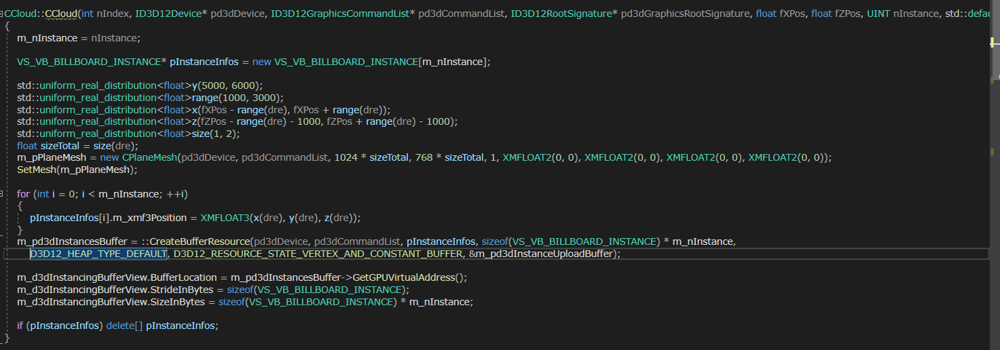 CCloud::CCloud(int nIndex, ID3D12Device* pd3dDevice, ID3D12GraphicsCommandList* pd3dCommandList, ID3D12RootSignature* pd3dGraphicsRootSignature, float fXPos, float fZPos, UINT nInstance, std::defau
{
m_nInstance = nInstance;
VS_VB_BILLBOARD_INSTANCE* pInstanceInfos = new VS_VB_BILLBOARD_INSTANCE[m_nInstance];
std::uniform_real_distribution<float>y(5000, 6000);
std::uniform_real_distribution<float>range(1000, 3000);
std::uniform_real_distribution<float>x(fXPos - range(dre), fXPos + range(dre));
std::uniform_real_distribution<float>z(fZPos - range(dre) - 1000, fZPos + range(dre) - 1000);
std::uniform_real_distribution<float>size(1, 2);
float sizeTotal = size(dre);
m_pPlaneMesh = new CPlaneMesh(pd3dDevice, pd3dCommandList, 1024 * sizeTotal, 768 * sizeTotal, 1, XMFLOAT2(0, 0), XMFLOAT2(0, 0), XMFLOAT2(0, 0), XMFLOAT2(0, 0));
SetMesh(m_pPlaneMesh);
for (int i = 0; i < m_nInstance; ++i)
{
pInstanceInfos[i].m_xmf3Position = XMFLOAT3(x(dre), y(dre), z(dre));
}
m_pd3dInstancesBuffer = ::CreateBufferResource(pd3dDevice, pd3dCommandList, pInstanceInfos, sizeof(VS_VB_BILLBOARD_INSTANCE) * m_nInstance,
D3D12_HEAP_TYPE_DEFAULT, D3D12_RESOURCE_STATE_VERTEX_AND_CONSTANT_BUFFER, &m_pd3dInstanceUploadBuffer);
m_d3dInstancingBufferView.BufferLocation = m_pd3dInstancesBuffer->GetGPUVirtualAddress();
m_d3dInstancingBufferView.StrideInBytes = sizeof(VS_VB_BILLBOARD_INSTANCE);
m_d3dInstancingBufferView.SizeInBytes = sizeof(VS_VB_BILLBOARD_INSTANCE) * m_nInstance;
if (pInstanceInfos) delete[] pInstanceInfos;
}